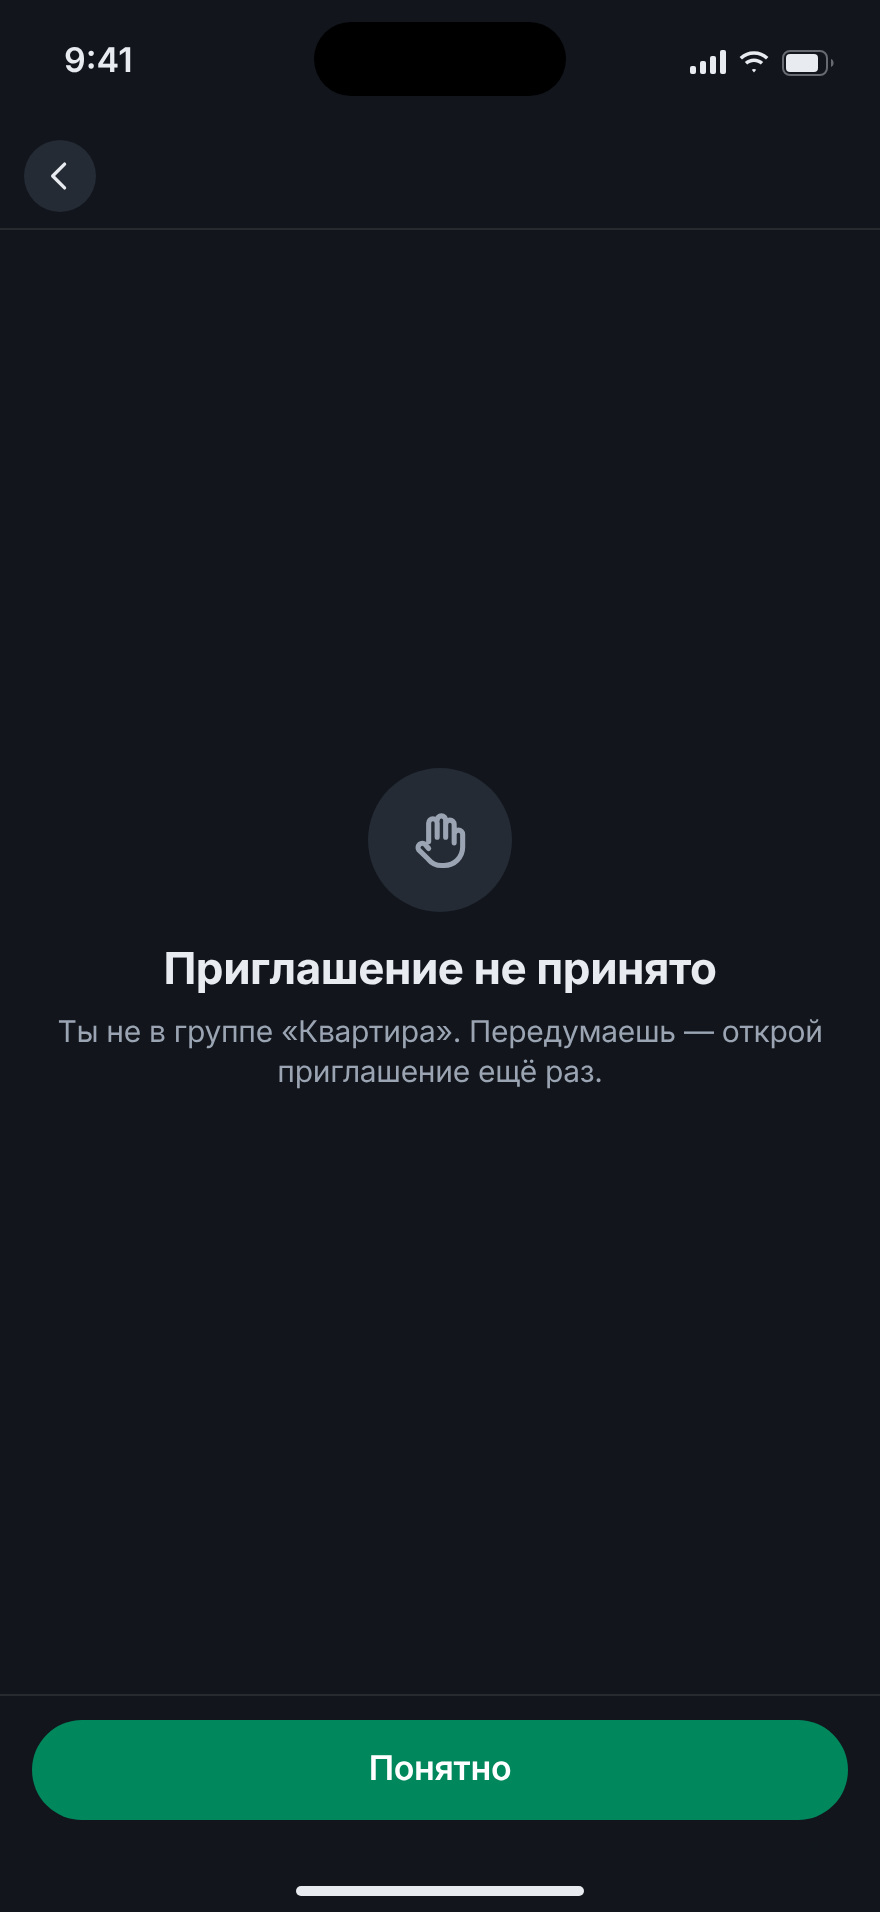 9:41
Приглашение не принято
Ты не в группе «Квартира». Передумаешь — открой
приглашение ещё раз.
Понятно